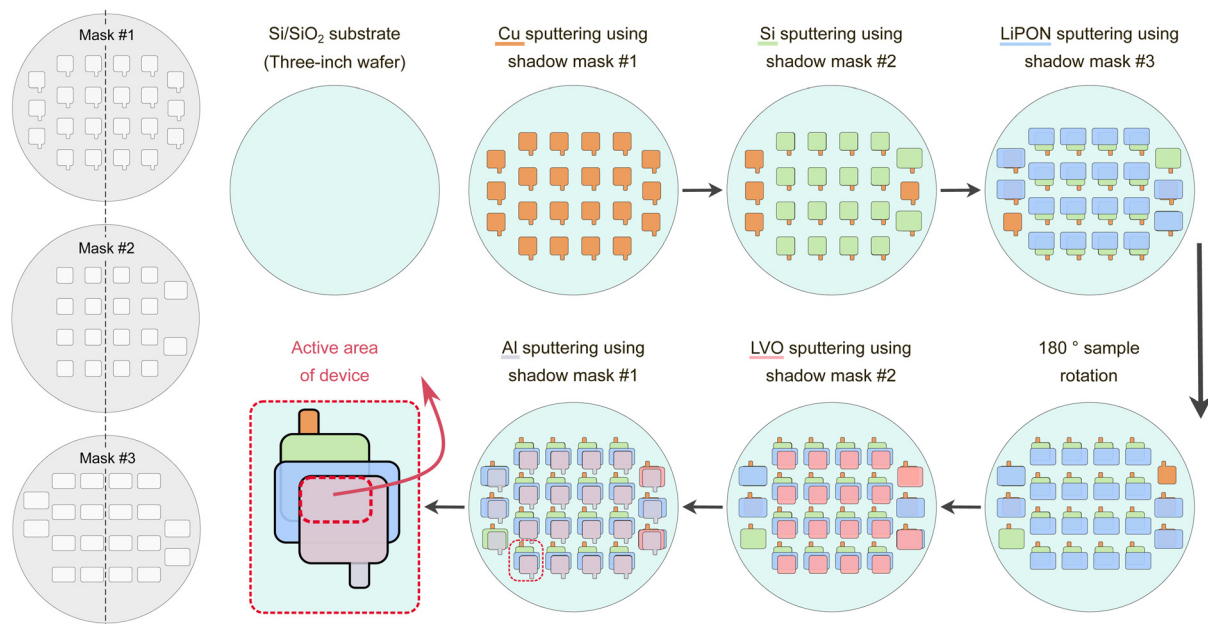 Mask #1
Mask #2
Mask #3
Si/SiO₂ substrate
(Three-inch wafer)
Cu sputtering using
shadow mask #1
Si sputtering using
shadow mask #2
LiPON sputtering using
shadow mask #3
Active area
of device
Al sputtering using
shadow mask #1
LVO sputtering using
shadow mask #2
180 ° sample
rotation